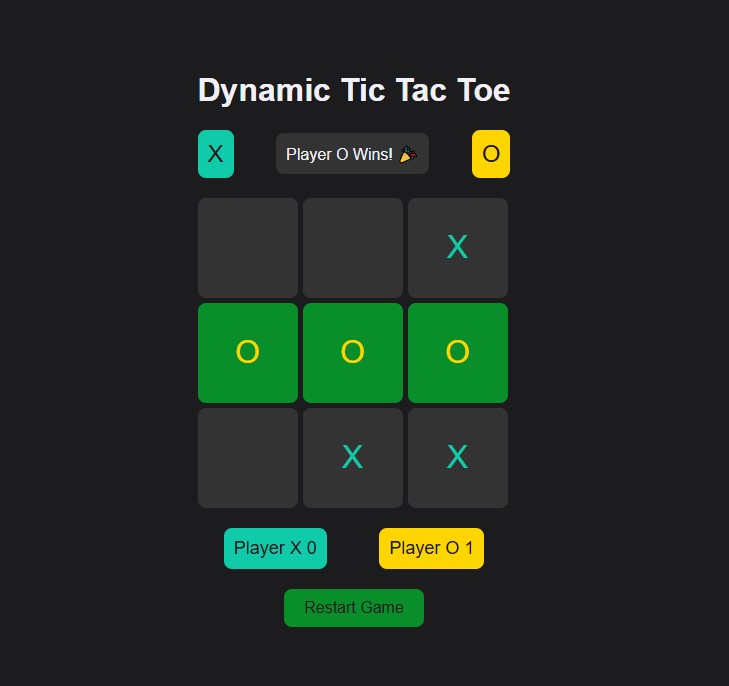 Dynamic Tic Tac Toe
X Player O Wins! 🎉 O
X
O O O
X X
Player X 0 Player O 1
Restart Game